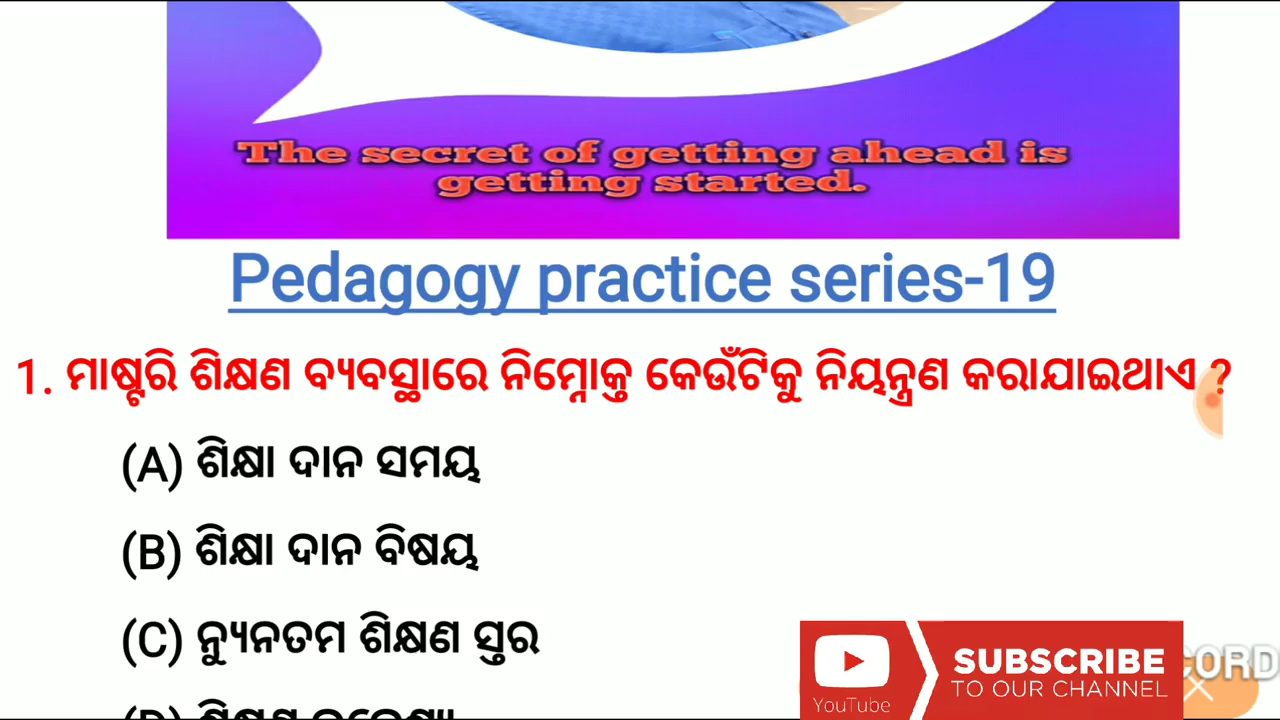 The secret of getting ahead is
getting started.
Pedagogy practice series-19
1. ମାଷ୍ଟରି ଶିକ୍ଷଣ ବ୍ୟବସ୍ଥାରେ ନିମ୍ନୋକ୍ତ କେଉଁଟିକୁ ନିୟନ୍ତ୍ରଣ କରାଯାଇଥାଏ ?
(A) ଶିକ୍ଷା ଦାନ ସମୟ
(B) ଶିକ୍ଷା ଦାନ ବିଷୟ
(C) ନ୍ୟୁନତମ ଶିକ୍ଷଣ ସ୍ତର
YouTube
SUBSCRIBE
TO OUR CHANNEL